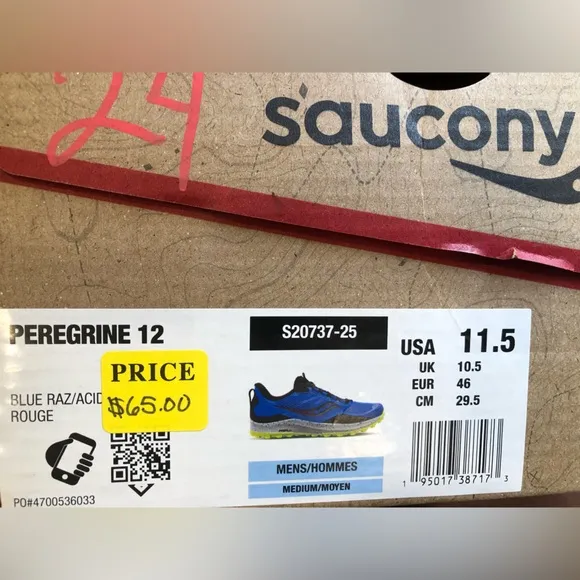 24
saucony
PEREGRINE 12
BLUE RAZ/ACID
ROUGE
PRICE
$65.00
PO#4700536033
S20737-25
MENS/HOMMES
MEDIUM/MOYEN
USA 11.5
UK 10.5
EUR 46
CM 29.5
1 95017 38717 3